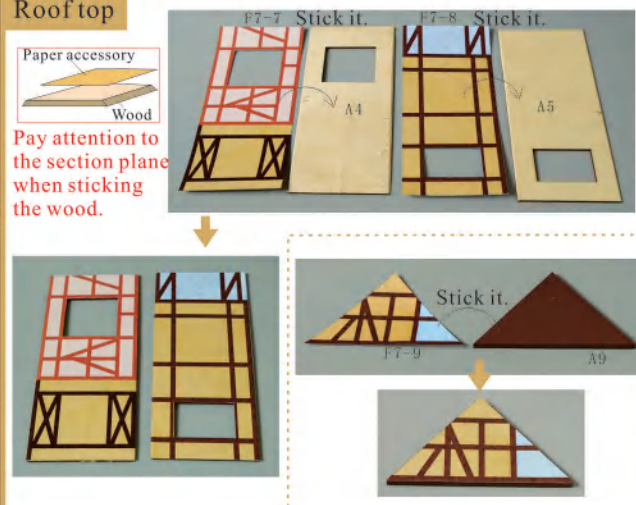 Roof top
Paper accessory
Wood
Pay attention to
the section plane
when sticking
the wood.
F7-7 Stick it.
A4
F7-8 Stick it.
A5
Stick it.
F7-9
A9